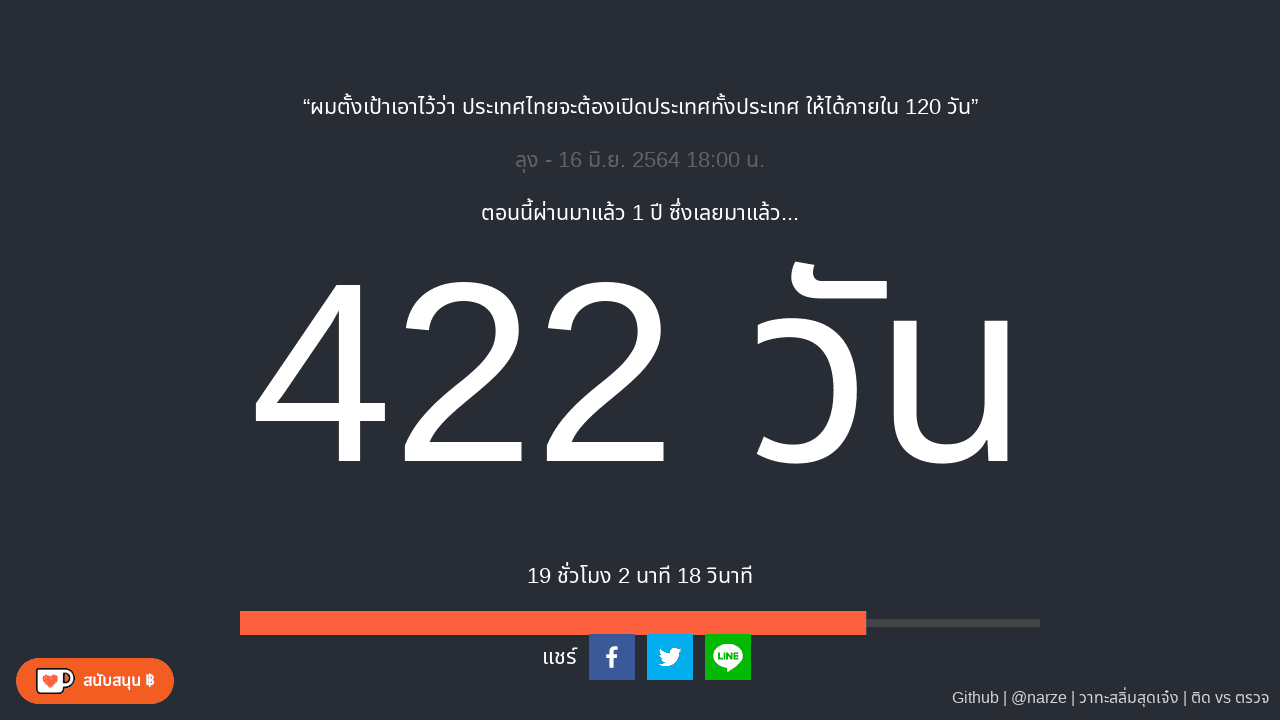 “ผมตั้งเป้าเอาไว้ว่า ประเทศไทยจะต้องเปิดประเทศทั้งประเทศ ให้ได้ภายใน 120 วัน”
ลุง - 16 มิ.ย. 2564 18:00 น.
ตอนนี้ผ่านมาแล้ว 1 ปี ซึ่งเลยมาแล้ว...
422 วัน
19 ชั่วโมง 2 นาที 18 วินาที
แชร์
LINE
สนับสนุน ฿
Github | @narze | วาทะสลิ่มสุดเจ๋ง | ติด vs ตรวจ